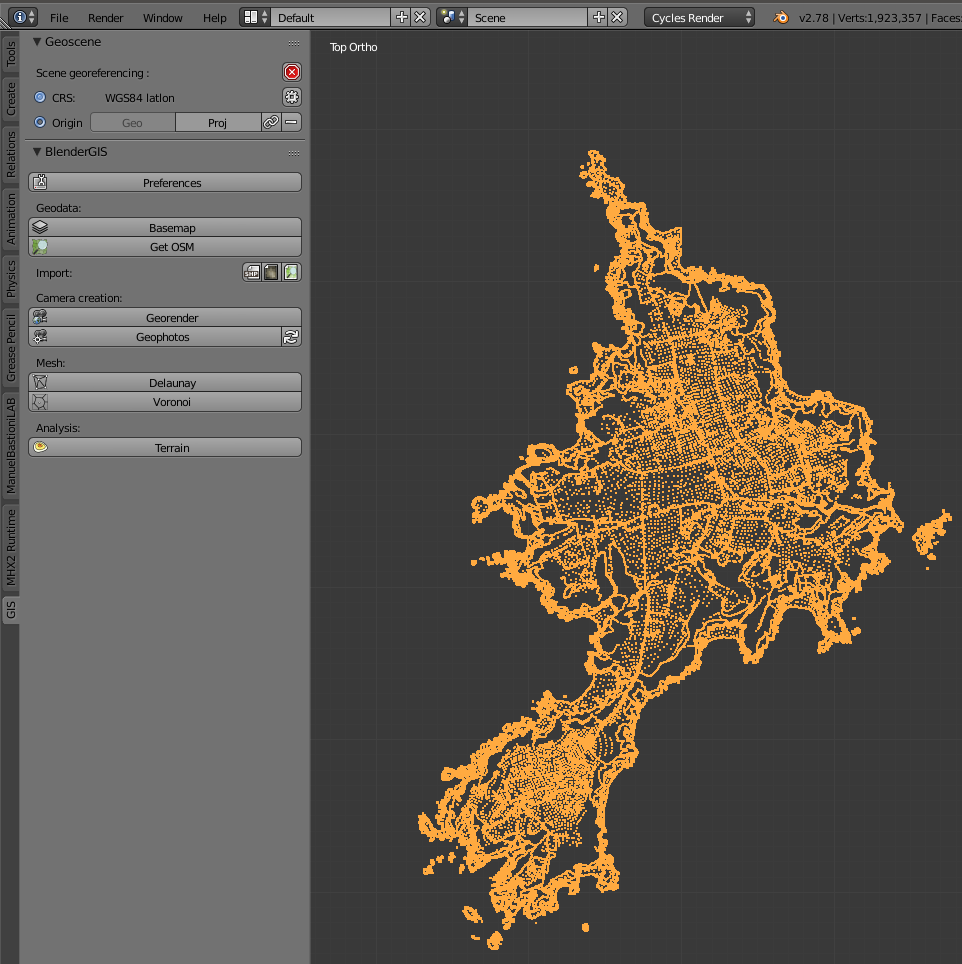 File Render Window Help Default Scene Cycles Render v2.78 | Verts:1,923,357 | Faces:
Tools
Create
Relations
Animation
Physics
Grease Pencil
ManuelBastioniLAB
MHX2 Runtime
GIS
Geoscene
Scene georeferencing :
CRS: WGS84 latlon
Origin Geo Proj
BlenderGIS
Preferences
Geodata:
Basemap
Get OSM
Import: SHP
Camera creation:
Georender
Geophotos
Mesh:
Delaunay
Voronoi
Analysis:
Terrain
Top Ortho